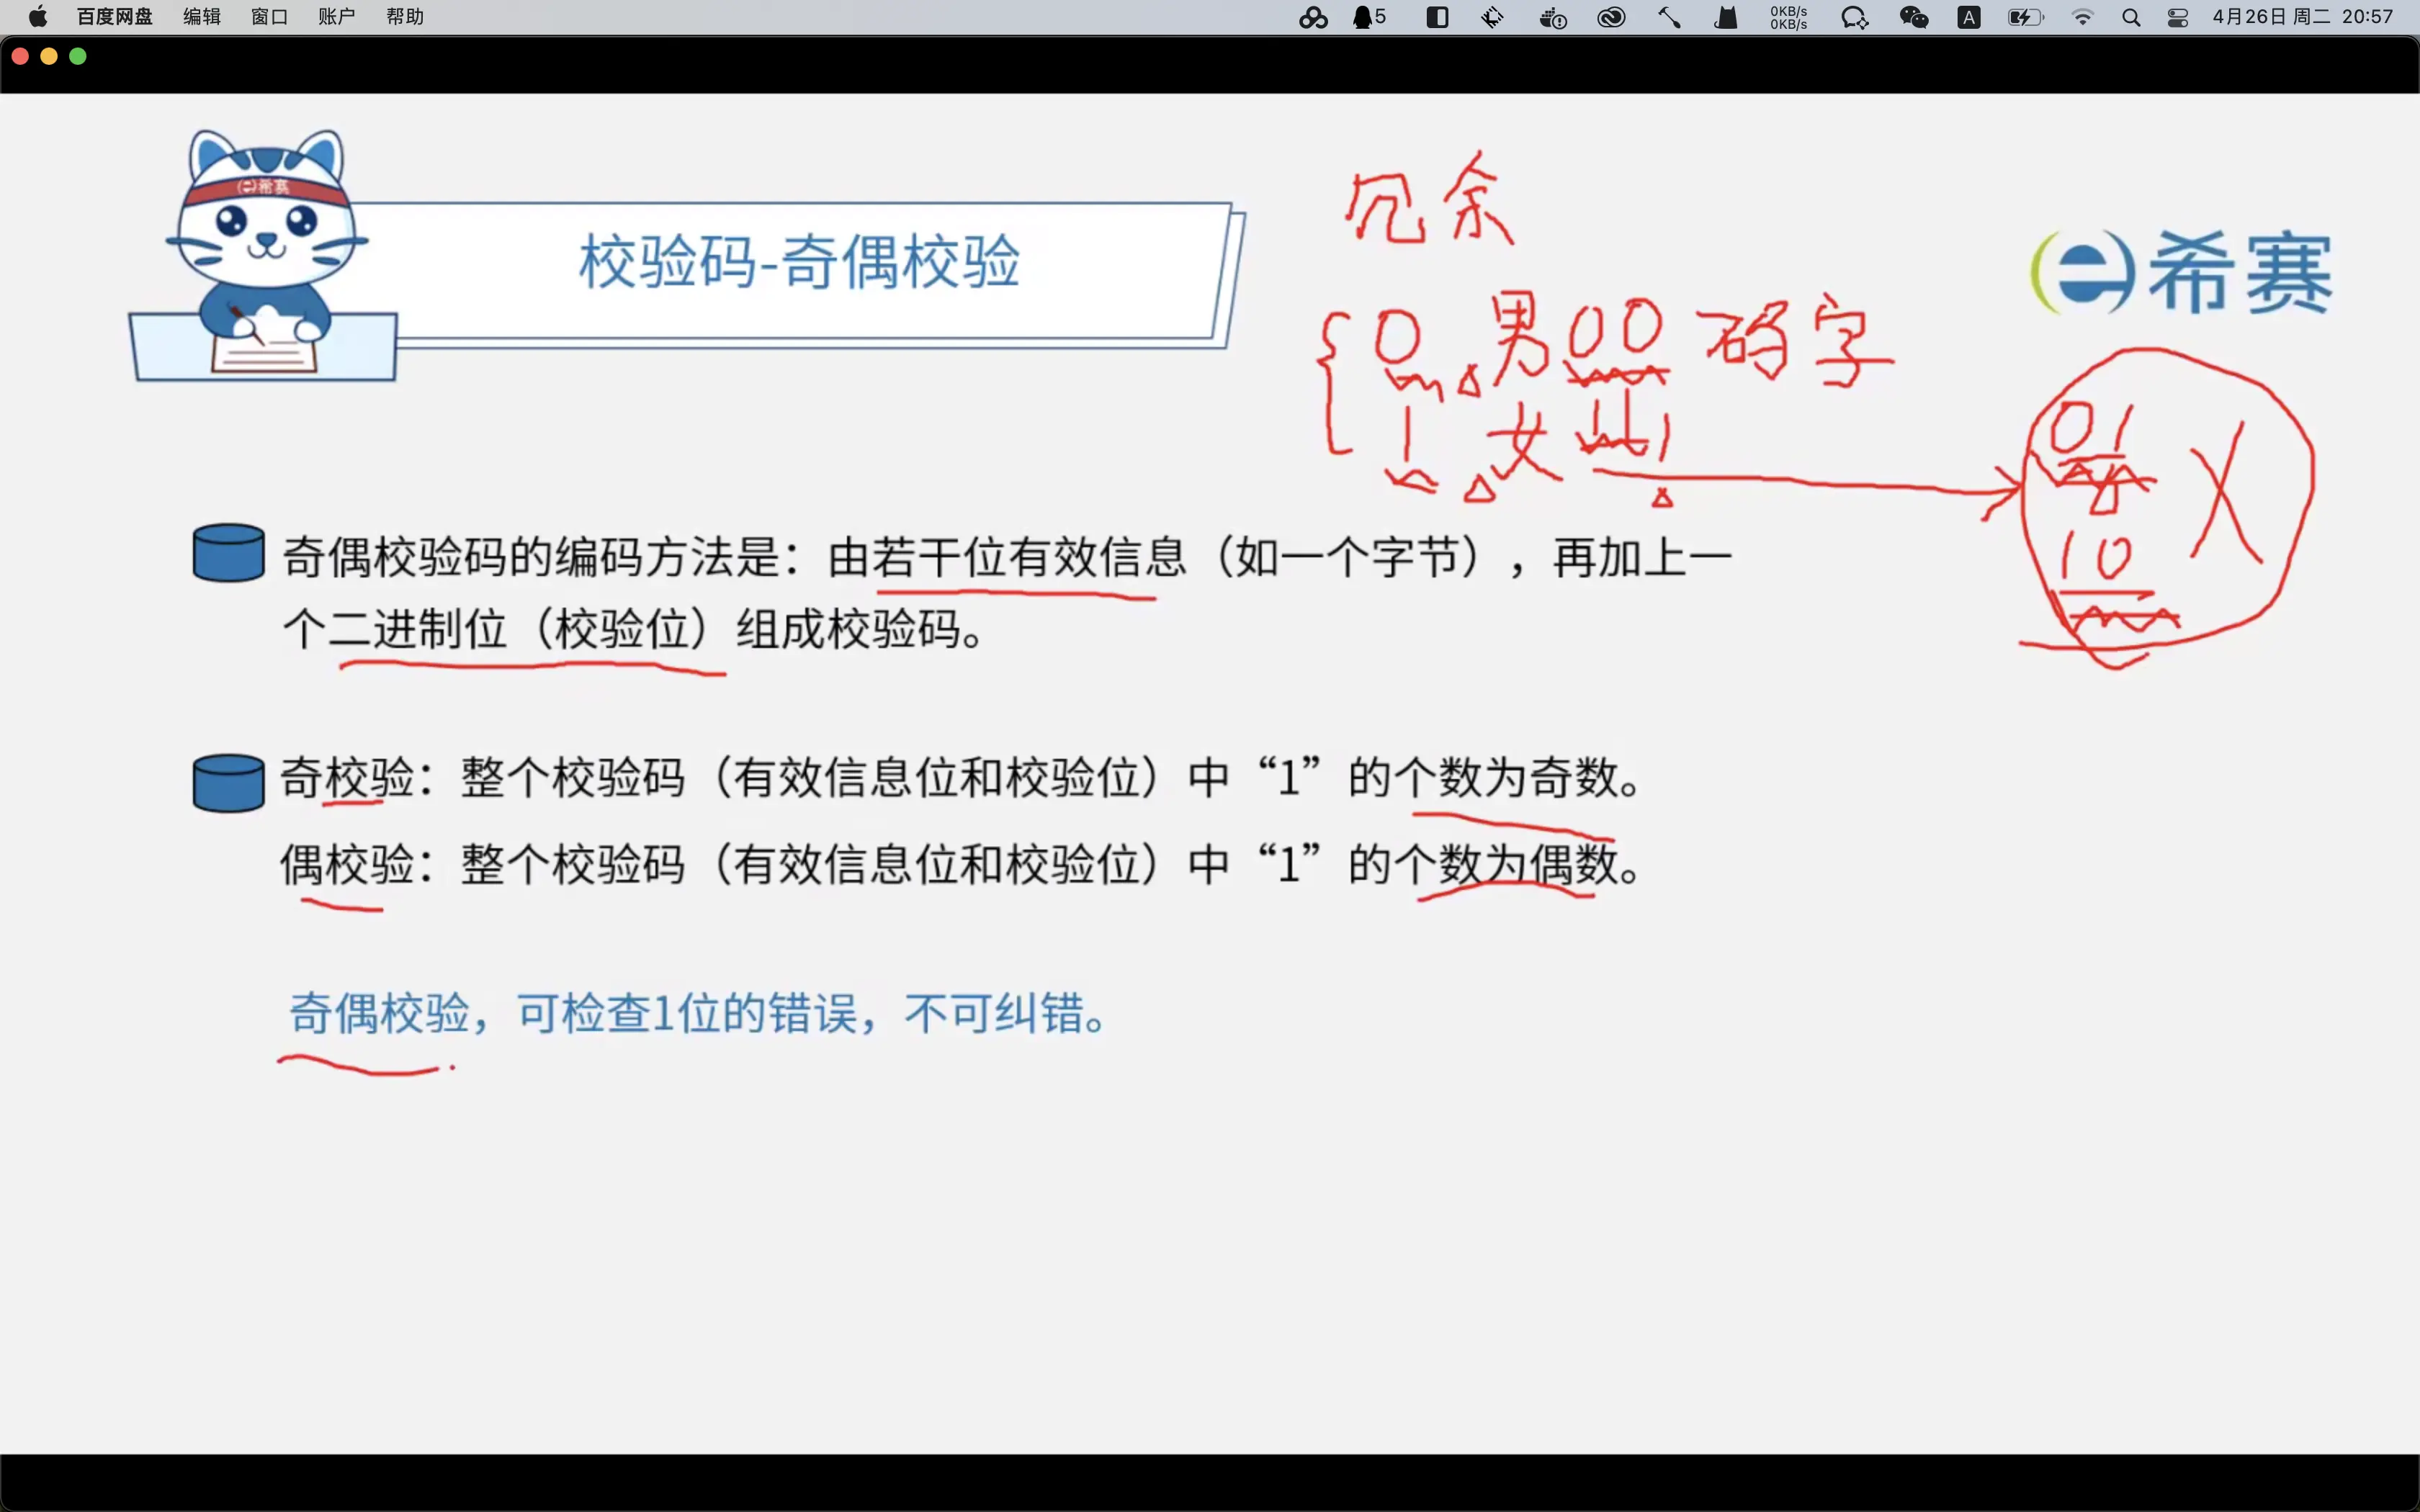 百度网盘 编辑 窗口 账户 帮助 5 0KB/s 0KB/s A 4月26日 周二 20:57
希赛
校验码-奇偶校验
希赛
冗余
0 男 00 码字
1 女 11
01
10
奇偶校验码的编码方法是：由若干位有效信息（如一个字节），再加上一
个二进制位（校验位）组成校验码。
奇校验：整个校验码（有效信息位和校验位）中“1”的个数为奇数。
偶校验：整个校验码（有效信息位和校验位）中“1”的个数为偶数。
奇偶校验，可检查1位的错误，不可纠错。